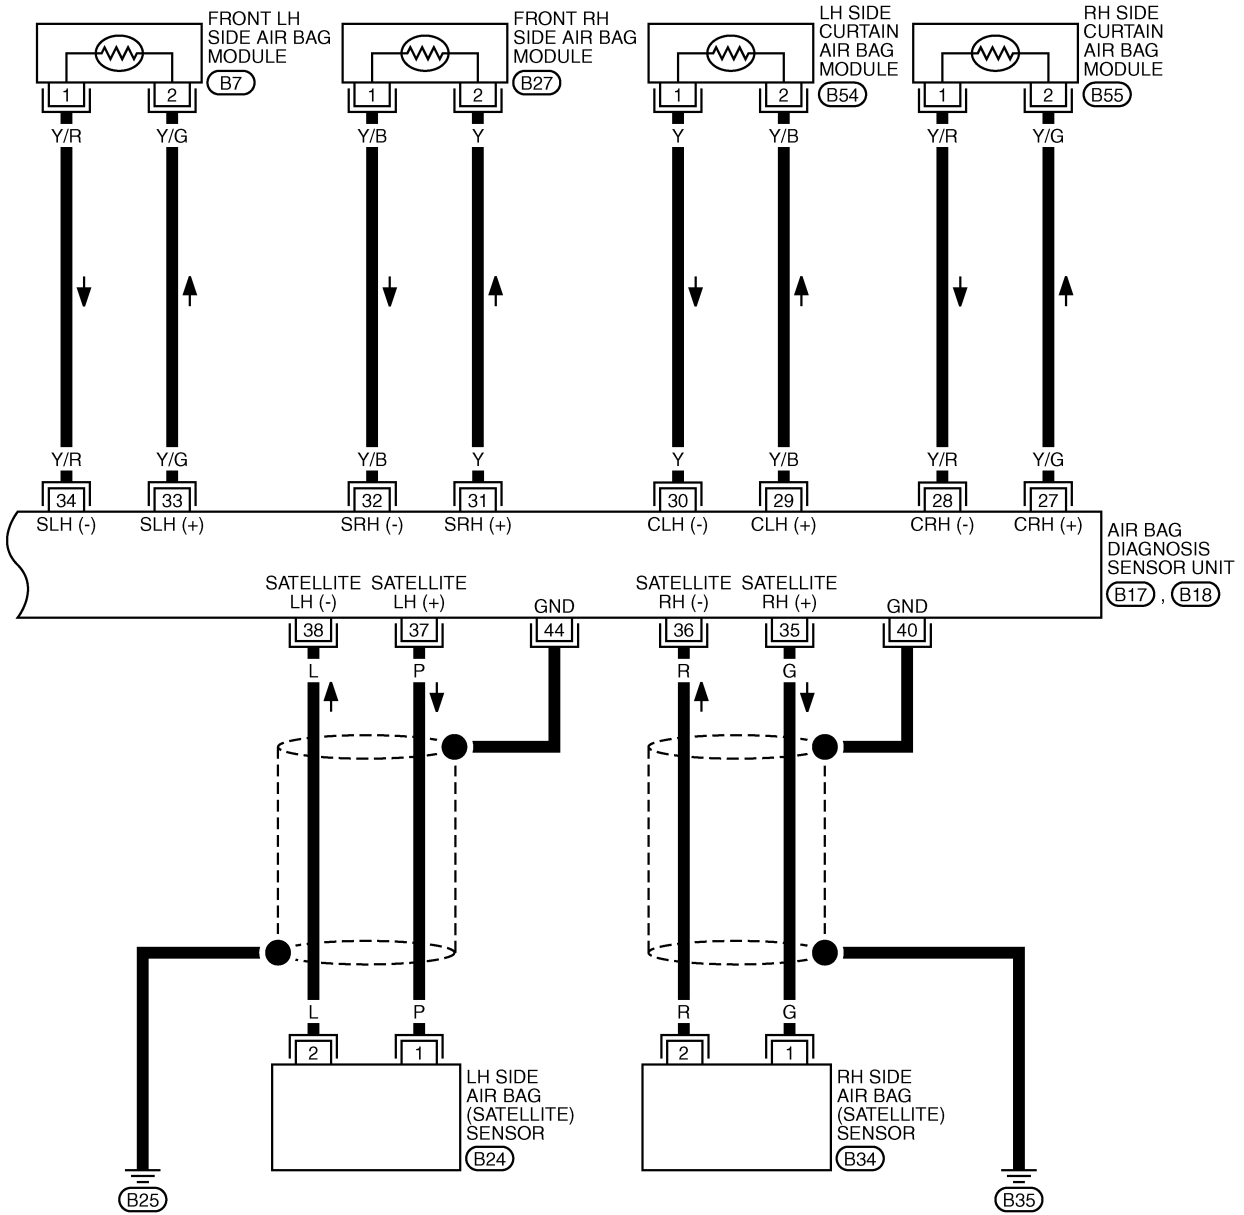 FRONT LH
SIDE AIR BAG
MODULE
B7
FRONT RH
SIDE AIR BAG
MODULE
B27
LH SIDE
CURTAIN
AIR BAG
MODULE
B54
RH SIDE
CURTAIN
AIR BAG
MODULE
B55
1 2 1 2 1 2 1 2
Y/R Y/G Y/B Y Y Y/B Y/R Y/G
Y/R Y/G Y/B Y Y Y/B Y/R Y/G
34 33 32 31 30 29 28 27
SLH (-) SLH (+) SRH (-) SRH (+) CLH (-) CLH (+) CRH (-) CRH (+)
AIR BAG
DIAGNOSIS
SENSOR UNIT
B17 , B18
SATELLITE
LH (-)
SATELLITE
LH (+)
GND
SATELLITE
RH (-)
SATELLITE
RH (+)
GND
38 37 44 36 35 40
L P R G
L P R G
2 1 2 1
LH SIDE
AIR BAG
(SATELLITE)
SENSOR
B24
RH SIDE
AIR BAG
(SATELLITE)
SENSOR
B34
B25
B35